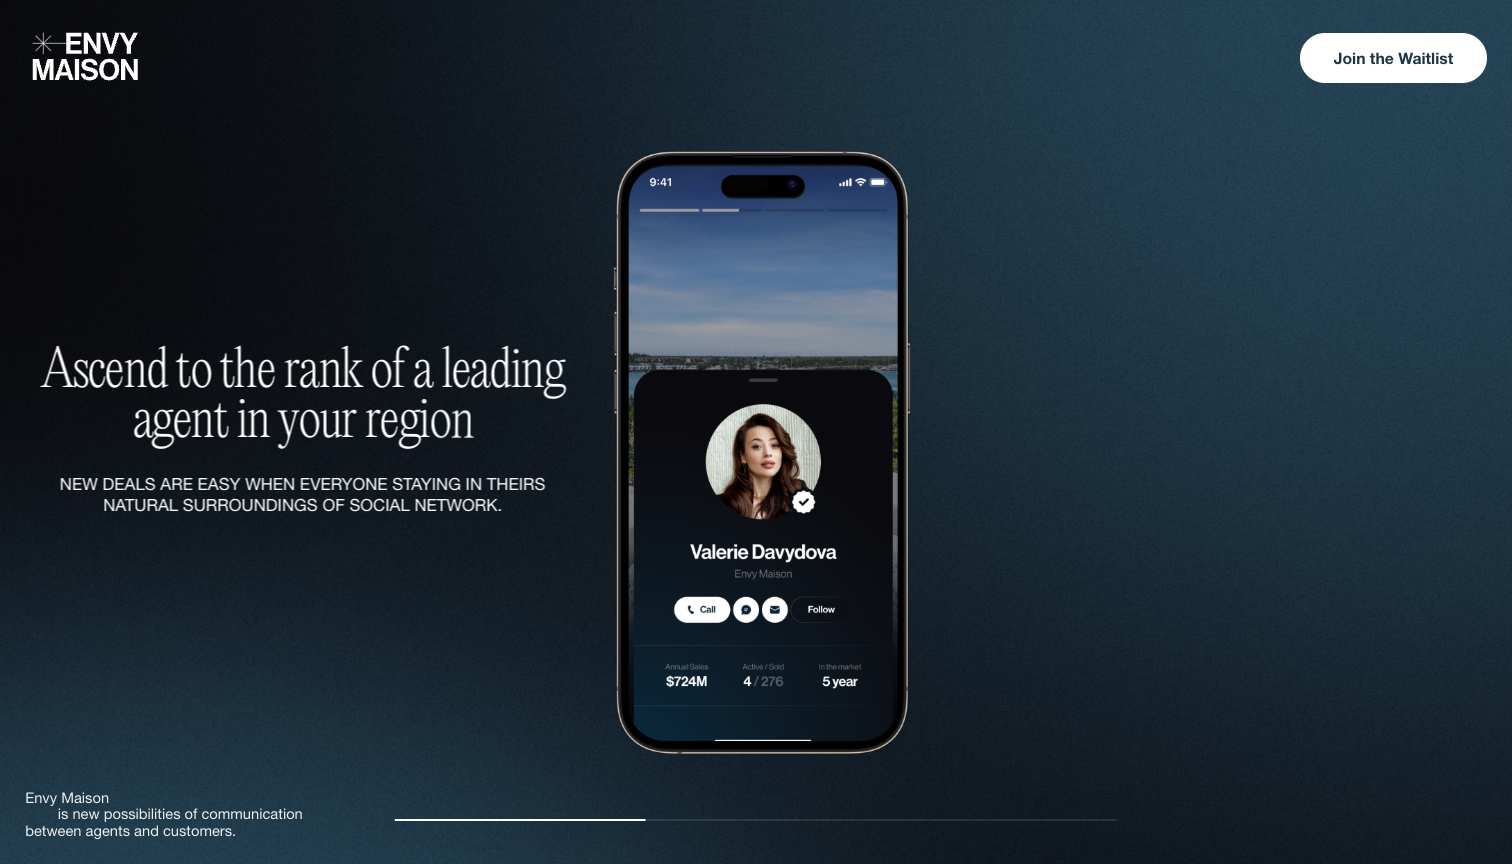 ENVY
MAISON
Join the Waitlist
9:41
Ascend to the rank of a leading
agent in your region
NEW DEALS ARE EASY WHEN EVERYONE STAYING IN THEIRS
NATURAL SURROUNDINGS OF SOCIAL NETWORK.
Valerie Davydova
Envy Maison
Call
Follow
Annual Sales
Active / Sold
In the market
$724M
4 / 276
5 year
Envy Maison
is new possibilities of communication
between agents and customers.